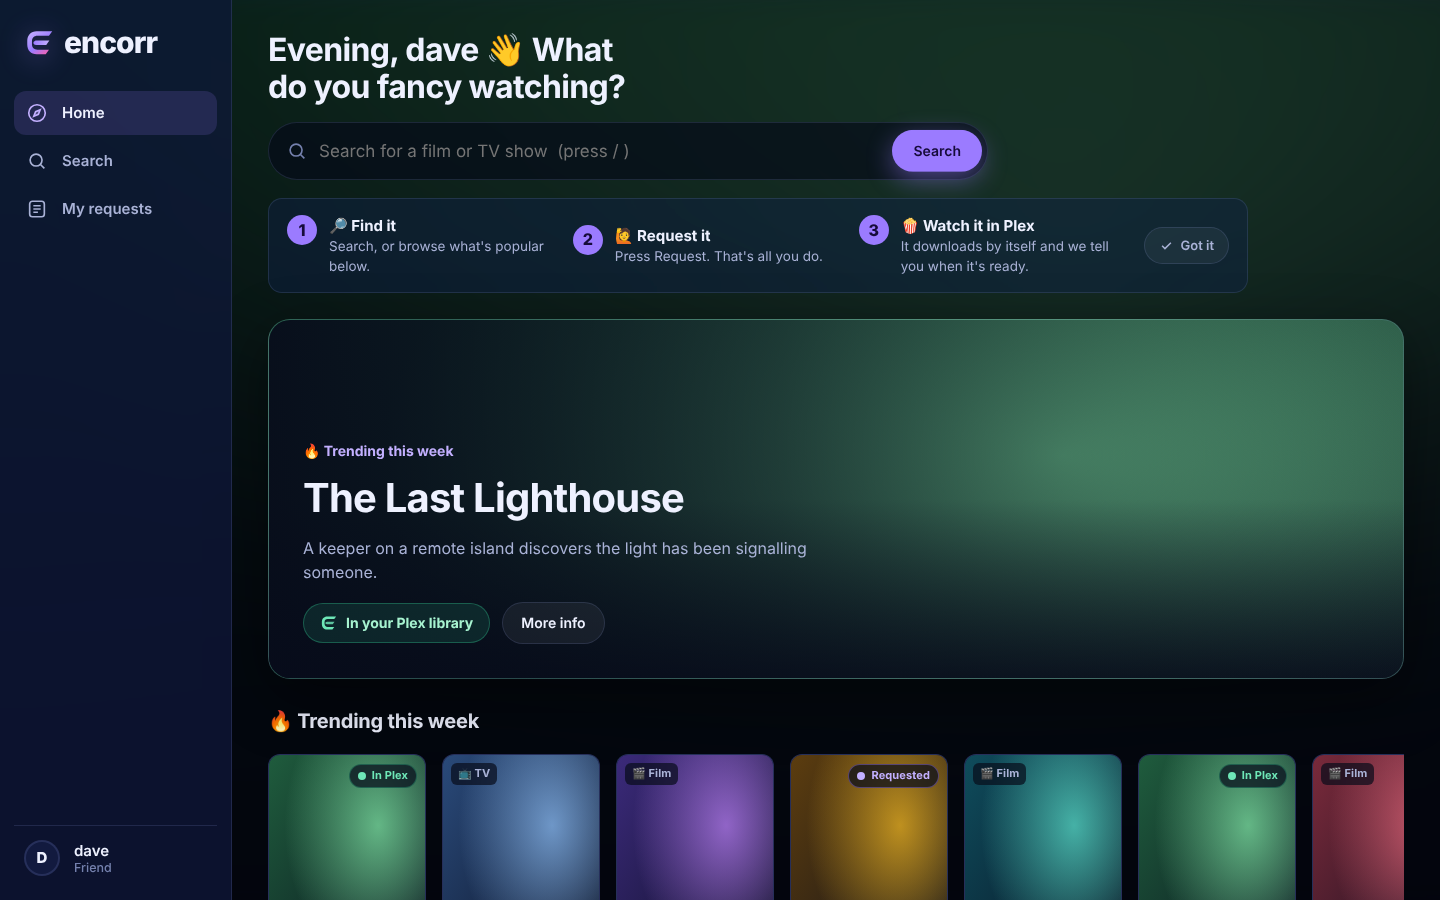 encorr
Home
Search
My requests
dave
Friend
Evening, dave 👋 What
do you fancy watching?
Search for a film or TV show (press / )
Search
1
🔎 Find it
Search, or browse what's popular
below.
2
🙋 Request it
Press Request. That's all you do.
3
🍿 Watch it in Plex
It downloads by itself and we tell
you when it's ready.
Got it
🔥 Trending this week
The Last Lighthouse
A keeper on a remote island discovers the light has been signalling
someone.
In your Plex library
More info
🔥 Trending this week
In Plex
📺 TV
🎬 Film
Requested
🎬 Film
In Plex
🎬 Film
D